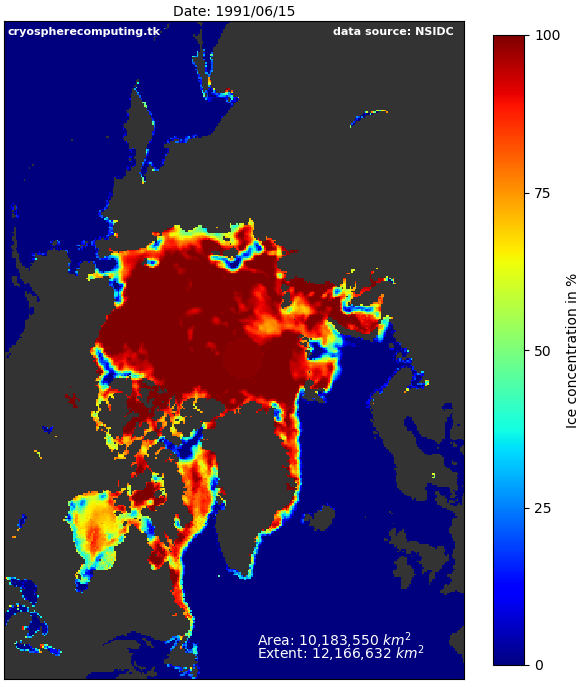 Date: 1991/06/15
cryospherecomputing.tk data source: NSIDC
100
75
50
25
0
Ice concentration in %
Area: 10,183,550 km²
Extent: 12,166,632 km²